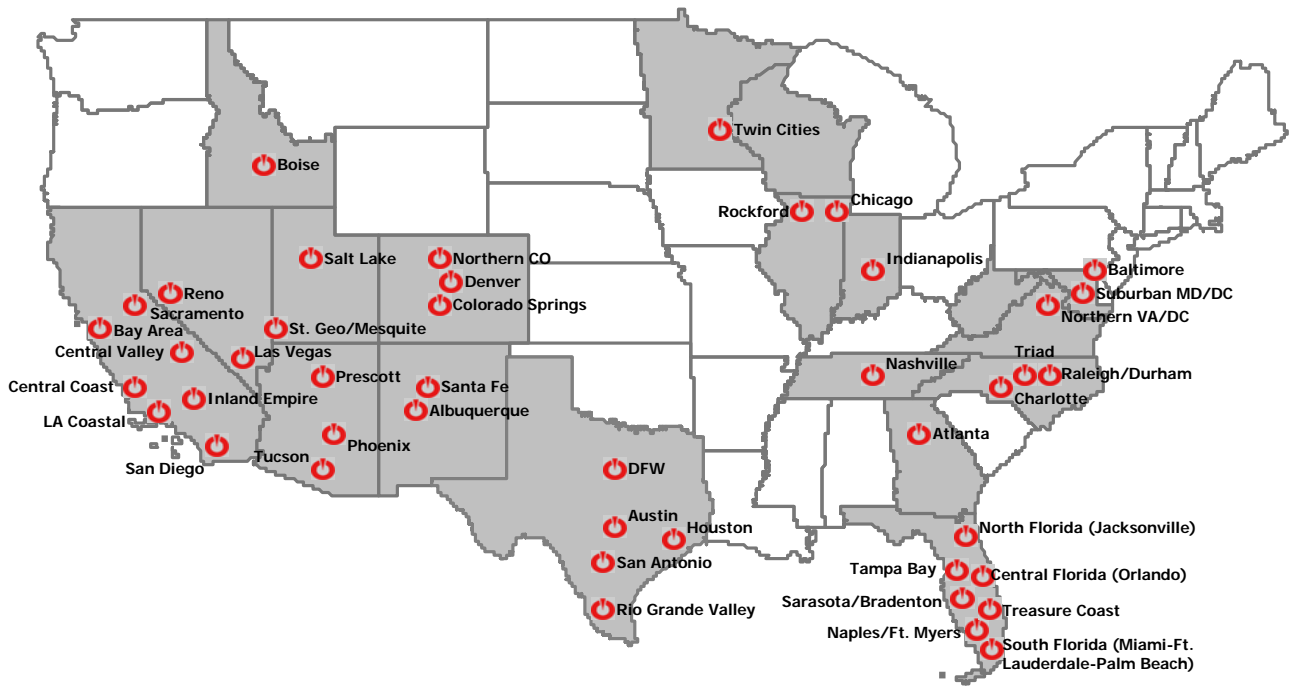 Twin Cities
Boise
Rockford
Chicago
Salt Lake
Northern CO
Indianapolis
Baltimore
Denver
Reno
Suburban MD/DC
Sacramento
Colorado Springs
Northern VA/DC
Bay Area
St. Geo/Mesquite
Central Valley
Las Vegas
Triad
Nashville
Prescott
Raleigh/Durham
Central Coast
Santa Fe
Charlotte
Inland Empire
Albuquerque
LA Coastal
Atlanta
Phoenix
Tucson
San Diego
DFW
Austin
Houston
North Florida (Jacksonville)
San Antonio
Tampa Bay
Central Florida (Orlando)
Sarasota/Bradenton
Rio Grande Valley
Treasure Coast
Naples/Ft. Myers
South Florida (Miami-Ft.
Lauderdale-Palm Beach)